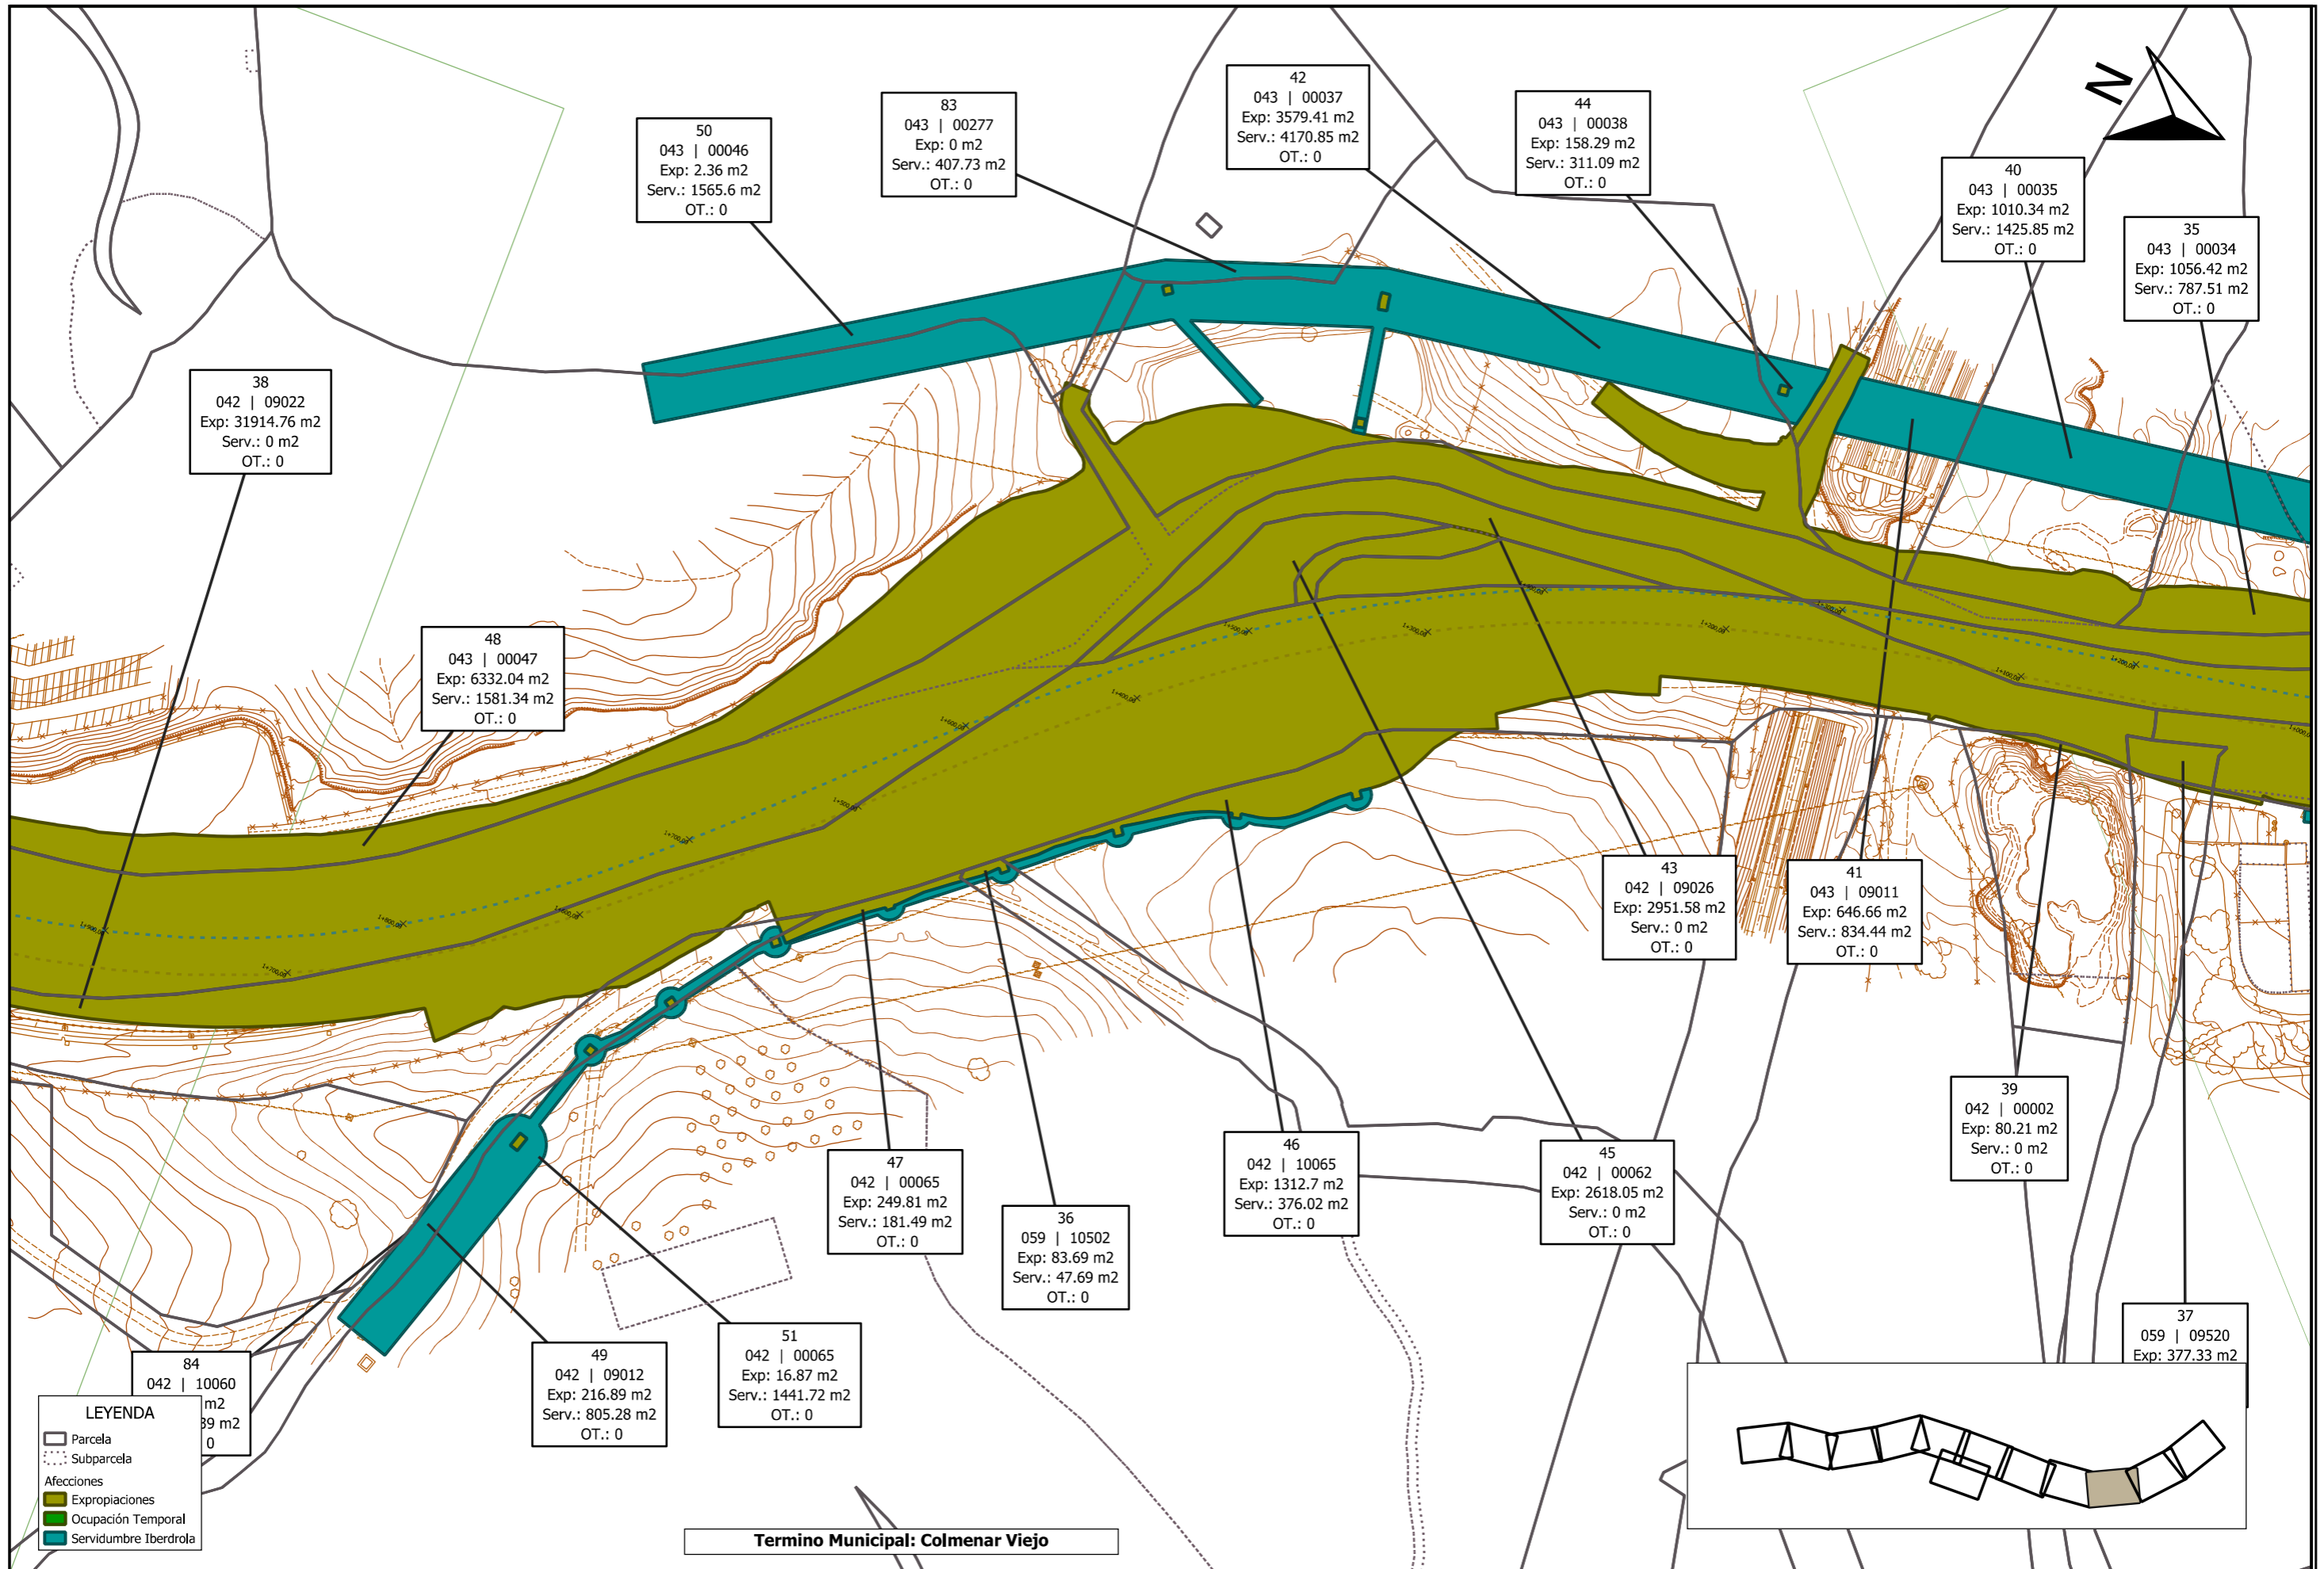 N
42
043 | 00037
Exp: 3579.41 m2
Serv.: 4170.85 m2
OT.: 0
83
043 | 00277
Exp: 0 m2
Serv.: 407.73 m2
OT.: 0
44
043 | 00038
Exp: 158.29 m2
Serv.: 311.09 m2
OT.: 0
50
043 | 00046
Exp: 2.36 m2
Serv.: 1565.6 m2
OT.: 0
40
043 | 00035
Exp: 1010.34 m2
Serv.: 1425.85 m2
OT.: 0
35
043 | 00034
Exp: 1056.42 m2
Serv.: 787.51 m2
OT.: 0
38
042 | 09022
Exp: 31914.76 m2
Serv.: 0 m2
OT.: 0
48
043 | 00047
Exp: 6332.04 m2
Serv.: 1581.34 m2
OT.: 0
43
042 | 09026
Exp: 2951.58 m2
Serv.: 0 m2
OT.: 0
41
043 | 09011
Exp: 646.66 m2
Serv.: 834.44 m2
OT.: 0
39
042 | 00002
Exp: 80.21 m2
Serv.: 0 m2
OT.: 0
46
042 | 10065
Exp: 1312.7 m2
Serv.: 376.02 m2
OT.: 0
45
042 | 00062
Exp: 2618.05 m2
Serv.: 0 m2
OT.: 0
47
042 | 00065
Exp: 249.81 m2
Serv.: 181.49 m2
OT.: 0
36
059 | 10502
Exp: 83.69 m2
Serv.: 47.69 m2
OT.: 0
37
059 | 09520
Exp: 377.33 m2
51
042 | 00065
Exp: 16.87 m2
Serv.: 1441.72 m2
OT.: 0
49
042 | 09012
Exp: 216.89 m2
Serv.: 805.28 m2
OT.: 0
84
042 | 10060
m2
39 m2
0
LEYENDA
Parcela
Subparcela
Afecciones
Expropiaciones
Ocupación Temporal
Servidumbre Iberdrola
Termino Municipal: Colmenar Viejo